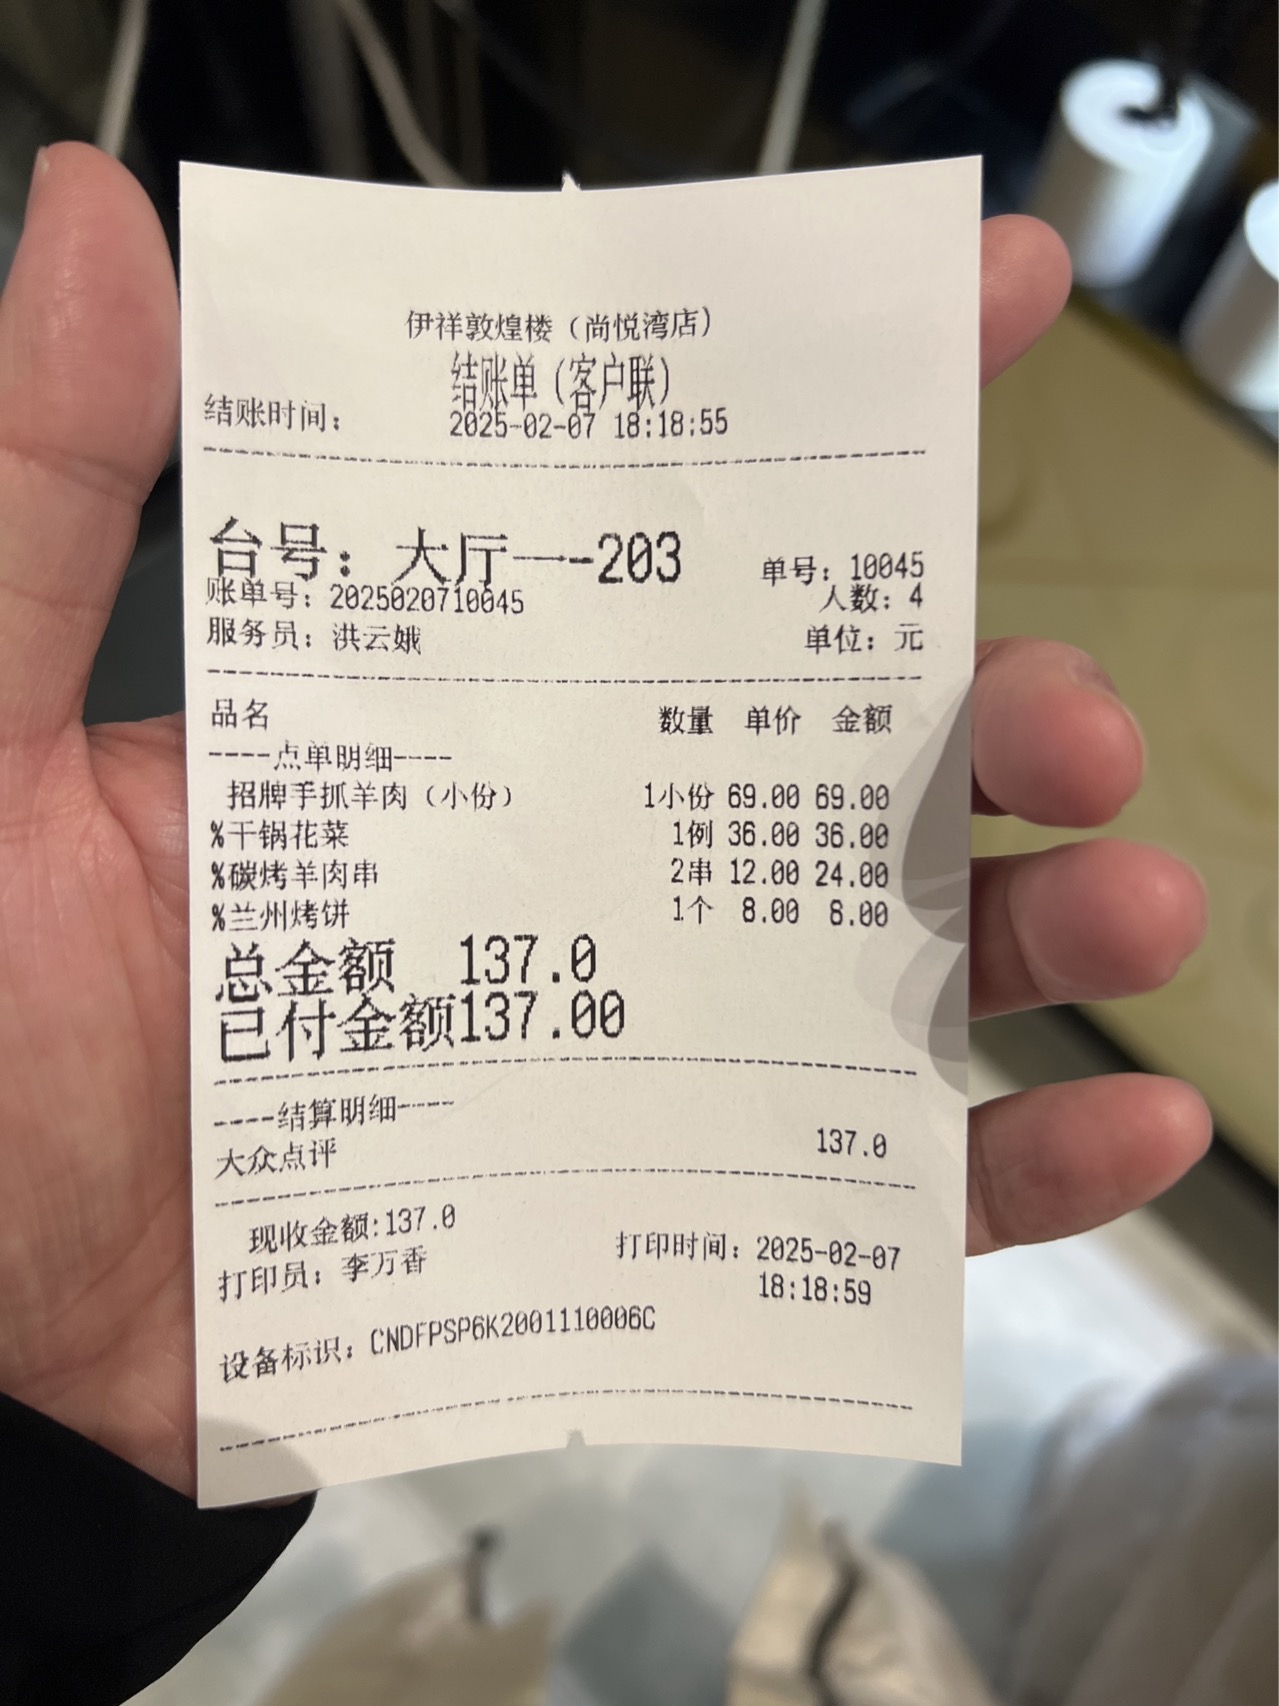 伊祥敦煌楼（尚悦湾店）
结账单（客户联）
结账时间： 2025-02-07 18:18:55
台号：大厅一-203 单号：10045
账单号：2025020710045 人数：4
服务员：洪云娥 单位：元
品名 数量 单价 金额
----点单明细----
招牌手抓羊肉（小份） 1小份 69.00 69.00
%干锅花菜 1例 36.00 36.00
%碳烤羊肉串 2串 12.00 24.00
%兰州烤饼 1个 8.00 8.00
总金额 137.0
已付金额137.00
----结算明细----
大众点评 137.0
现收金额:137.0
打印员：李万香 打印时间：2025-02-07
18:18:59
设备标识：CNDFPSP6K2001110006C